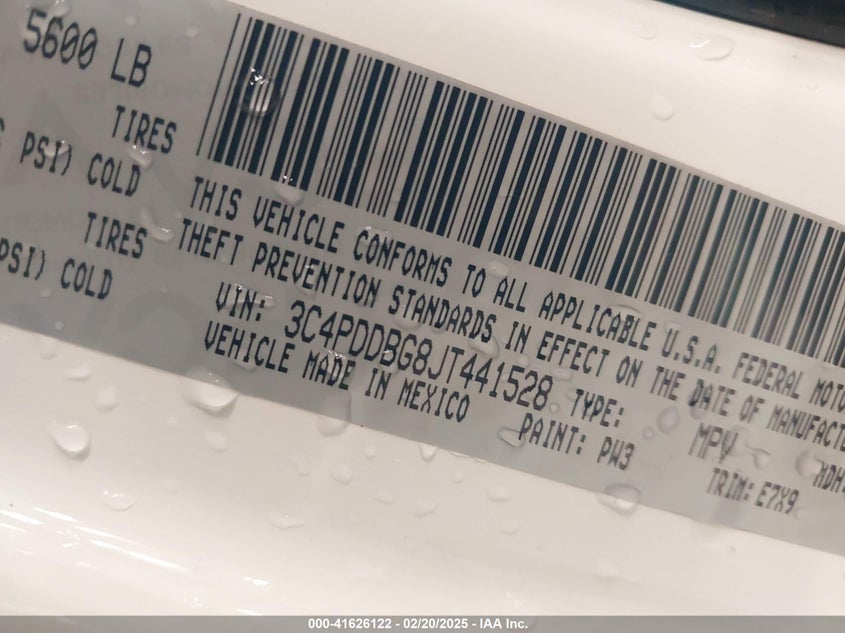 5600 LB
TIRES
PSI) COLD
TIRES
PSI) COLD
THIS VEHICLE CONFORMS TO ALL APPLICABLE U.S.A. FEDERAL MOTO
THEFT PREVENTION STANDARDS IN EFFECT ON THE DATE OF MANUFACTE
VIN: 3C4PDDBG8JT441528 TYPE: MPV
VEHICLE MADE IN MEXICO PAINT: PW3 TRIM: E7X9
000-41626122 — 02/20/2025 — IAA Inc.